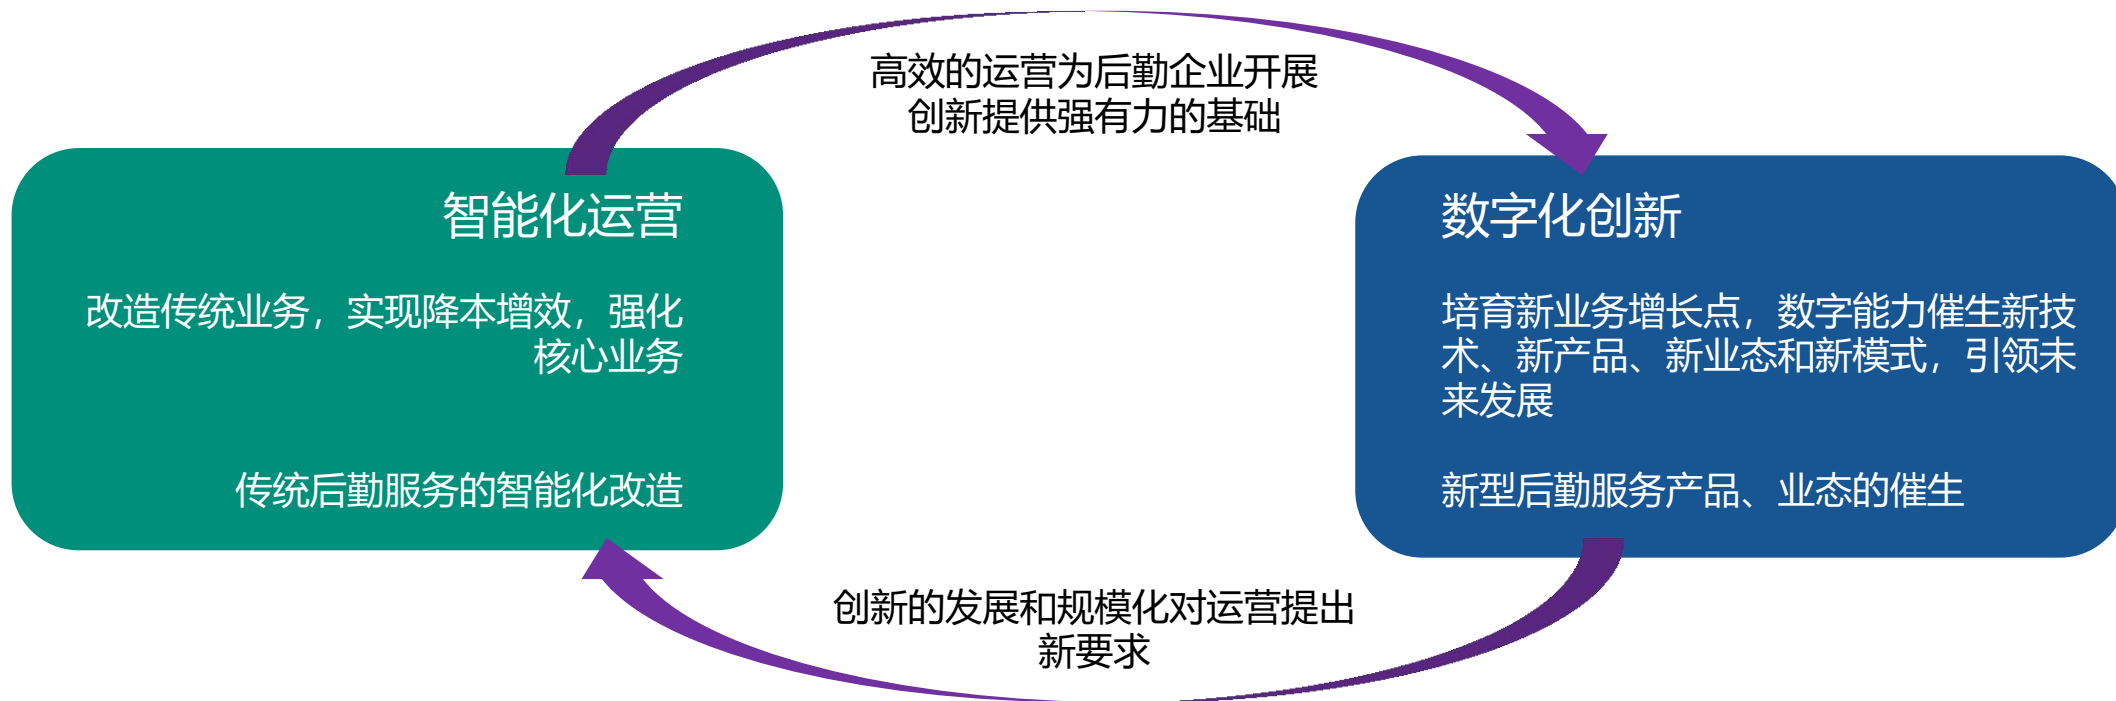 高效的运营为后勤企业开展
创新提供强有力的基础
智能化运营
改造传统业务，实现降本增效，强化
核心业务
传统后勤服务的智能化改造
数字化创新
培育新业务增长点，数字能力催生新技
术、新产品、新业态和新模式，引领未
来发展
新型后勤服务产品、业态的催生
创新的发展和规模化对运营提出
新要求